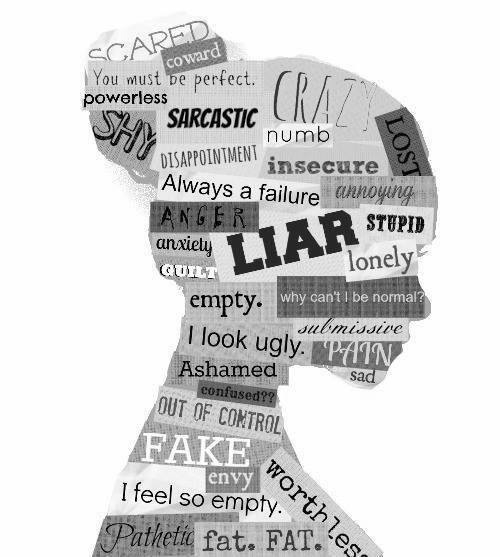 SCARED
coward
You must be perfect.
powerless
CRAZY
SARCASTIC
SHY
numb
LOST
DISAPPOINTMENT
insecure
Always a failure
annoying
ANGER
LIAR
STUPID
anxiety
lonely
GUILT
empty.
why can't I be normal?
submissive
I look ugly.
PAIN
Ashamed
sad
confused??
OUT OF CONTROL
FAKE
envy
worthless
I feel so empty.
Pathetic
fat. FAT.